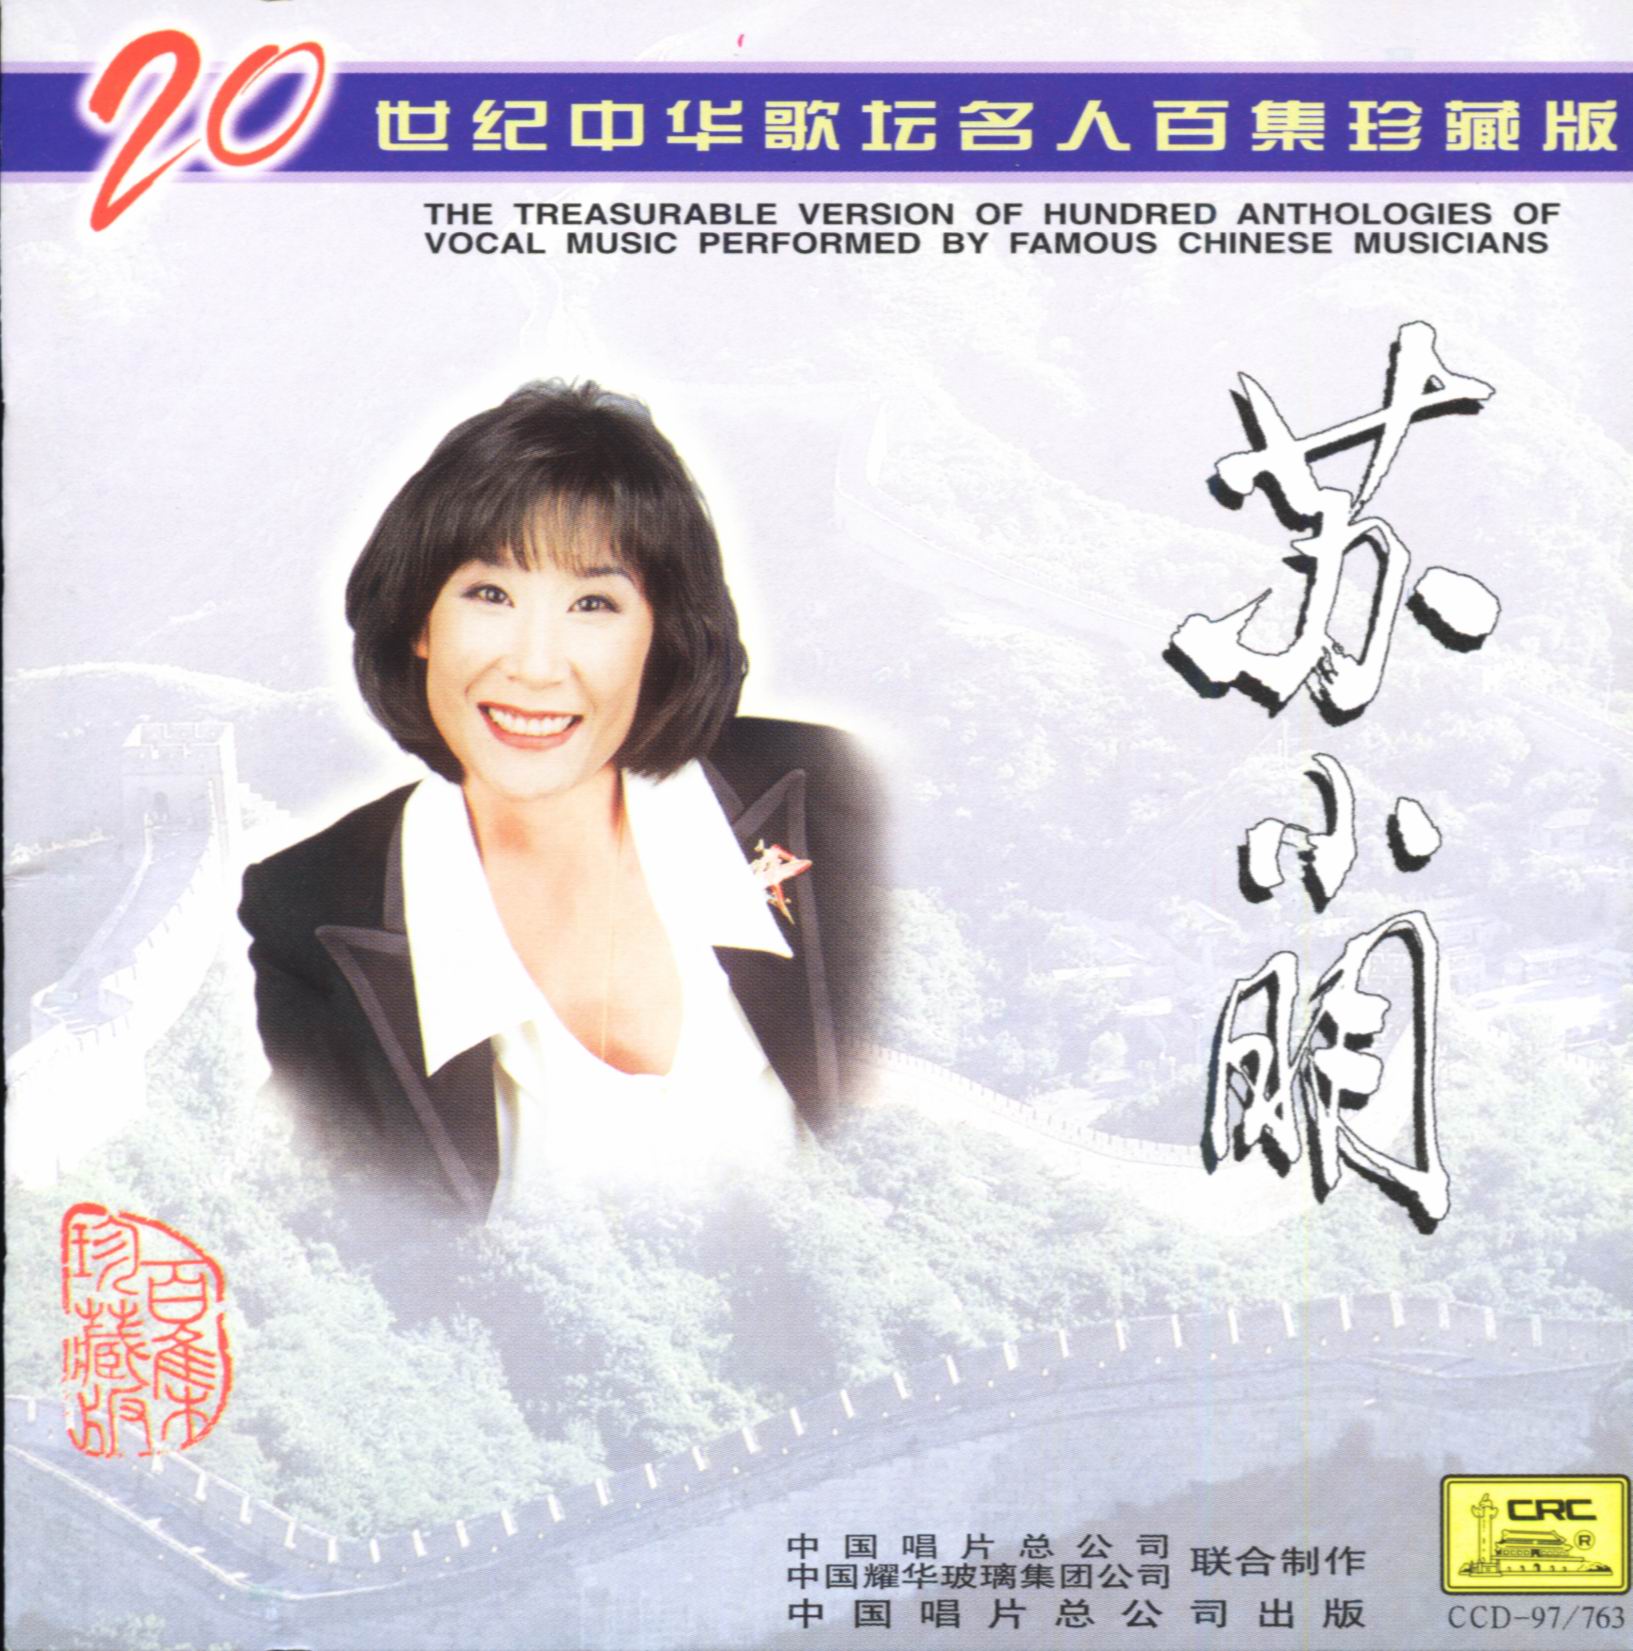 20世纪中华歌坛名人百集珍藏版
THE TREASURABLE VERSION OF HUNDRED ANTHOLOGIES OF
VOCAL MUSIC PERFORMED BY FAMOUS CHINESE MUSICIANS
苏小明
百集
珍藏版
中国唱片总公司
中国耀华玻璃集团公司
联合制作
中国唱片总公司出版
CRC
®
CCD-97/763